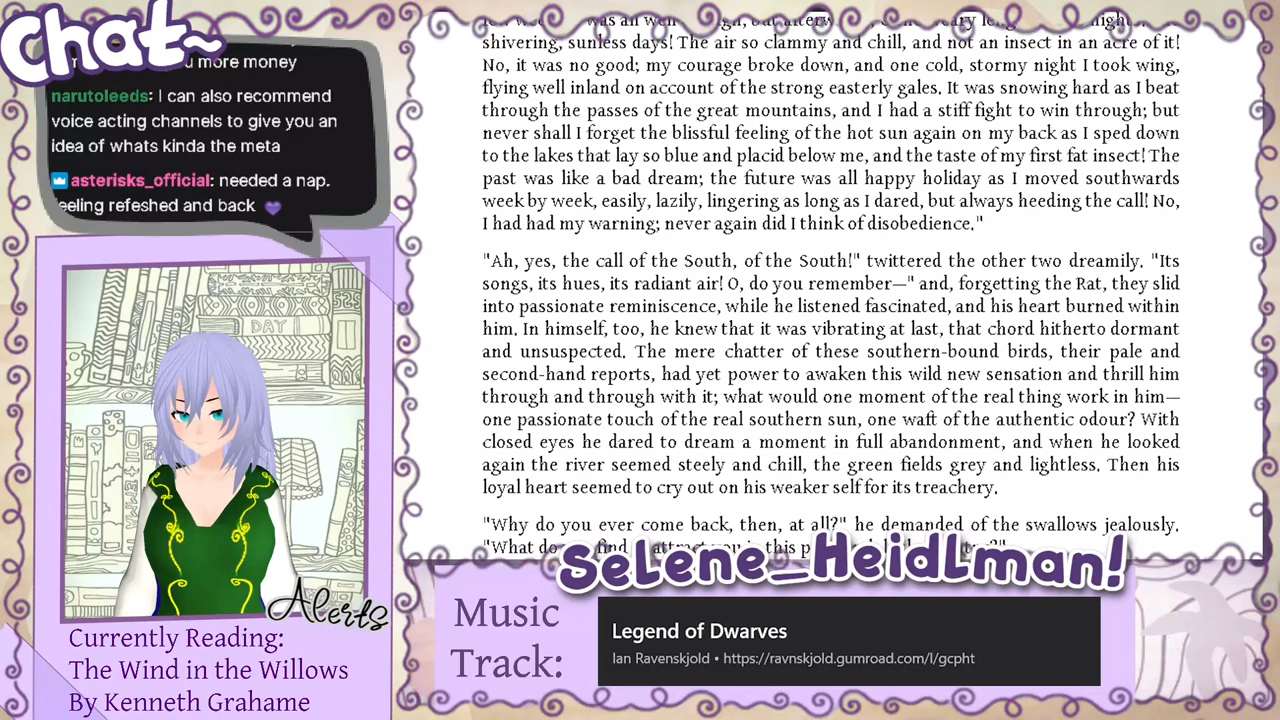 Chat~
more money
narutoleeds: I can also recommend
voice acting channels to give you an
idea of whats kinda the meta
asterisks_official: needed a nap.
feeling refeshed and back
DAY
Alerts
Currently Reading:
The Wind in the Willows
By Kenneth Grahame
shivering, sunless days! The air so clammy and chill, and not an insect in an acre of it!
No, it was no good; my courage broke down, and one cold, stormy night I took wing,
flying well inland on account of the strong easterly gales. It was snowing hard as I beat
through the passes of the great mountains, and I had a stiff fight to win through; but
never shall I forget the blissful feeling of the hot sun again on my back as I sped down
to the lakes that lay so blue and placid below me, and the taste of my first fat insect! The
past was like a bad dream; the future was all happy holiday as I moved southwards
week by week, easily, lazily, lingering as long as I dared, but always heeding the call! No,
I had had my warning; never again did I think of disobedience."
"Ah, yes, the call of the South, of the South!" twittered the other two dreamily. "Its
songs, its hues, its radiant air! O, do you remember—" and, forgetting the Rat, they slid
into passionate reminiscence, while he listened fascinated, and his heart burned within
him. In himself, too, he knew that it was vibrating at last, that chord hitherto dormant
and unsuspected. The mere chatter of these southern-bound birds, their pale and
second-hand reports, had yet power to awaken this wild new sensation and thrill him
through and through with it; what would one moment of the real thing work in him—
one passionate touch of the real southern sun, one waft of the authentic odour? With
closed eyes he dared to dream a moment in full abandonment, and when he looked
again the river seemed steely and chill, the green fields grey and lightless. Then his
loyal heart seemed to cry out on his weaker self for its treachery.
"Why do you ever come back, then, at all?" he demanded of the swallows jealously.
"What do find
Selene_Heidlman!
Music
Track:
Legend of Dwarves
Ian Ravenskjold • https://ravnskjold.gumroad.com/l/gcpht